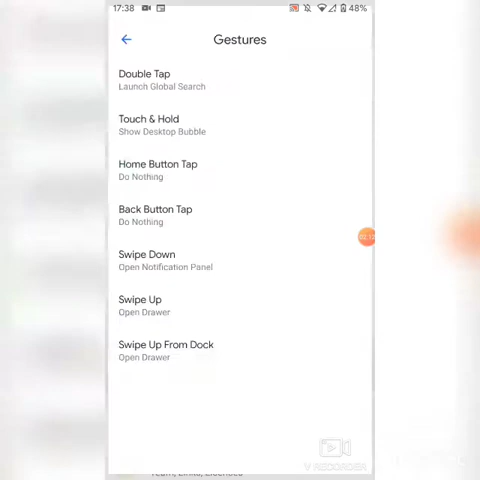 17:38
48%
Gestures
Double Tap
Launch Global Search
Touch & Hold
Show Desktop Bubble
Home Button Tap
Do Nothing
Back Button Tap
Do Nothing
Swipe Down
Open Notification Panel
Swipe Up
Open Drawer
Swipe Up From Dock
Open Drawer
V RECORDER